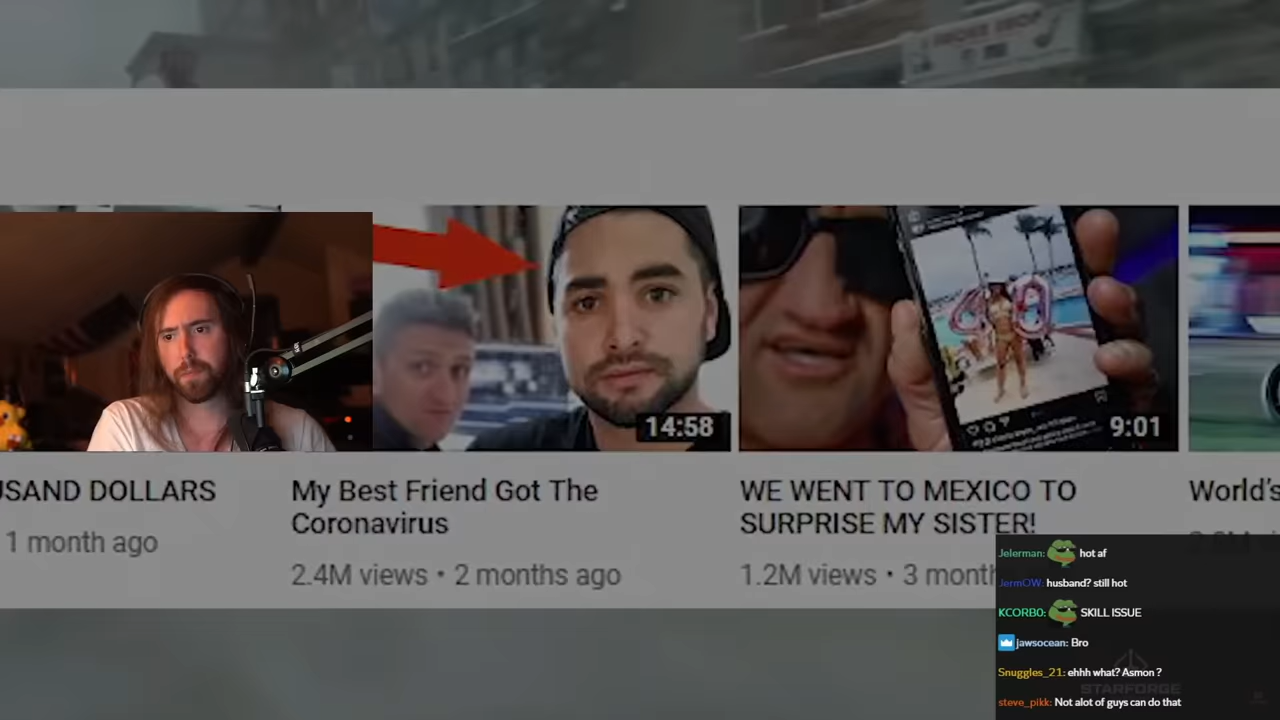 40
14:58
9:01
USAND DOLLARS
My Best Friend Got The
WE WENT TO MEXICO TO
World's
Coronavirus
SURPRISE MY SISTER!
1 month ago
2.4M views • 2 months ago
1.2M views • 3 month
Jelerman: hot af
JermOW: husband? still hot
KCORB0: SKILL ISSUE
jawsocean: Bro
Snuggles_21: ehhh what? Asmon ?
STARFORGE
steve_pikk: Not alot of guys can do that